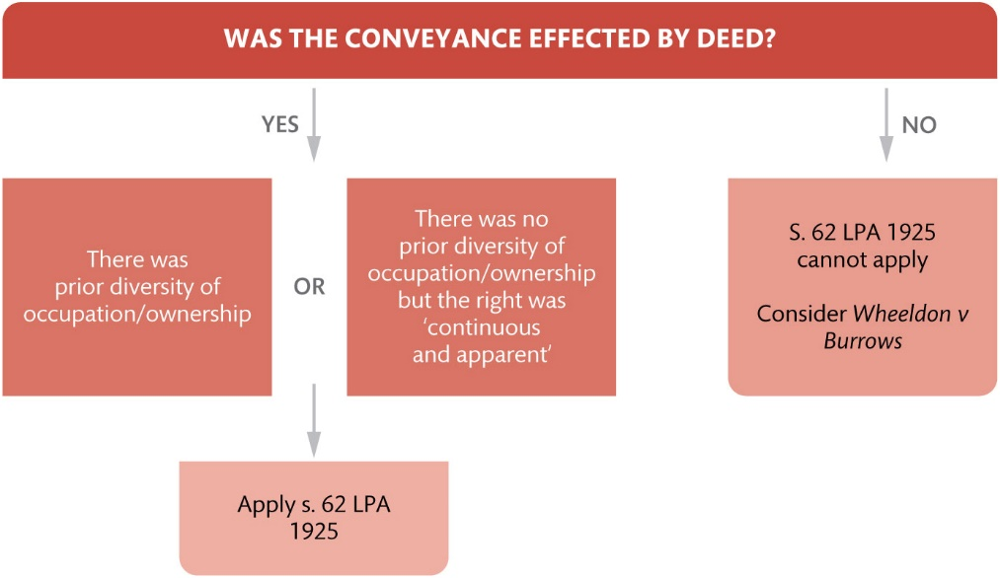 WAS THE CONVEYANCE EFFECTED BY DEED?
YES
NO
There was
prior diversity of
occupation/ownership
OR
There was no
prior diversity of
occupation/ownership
but the right was
‘continuous
and apparent’
S. 62 LPA 1925
cannot apply
Consider Wheeldon v
Burrows
Apply s. 62 LPA
1925